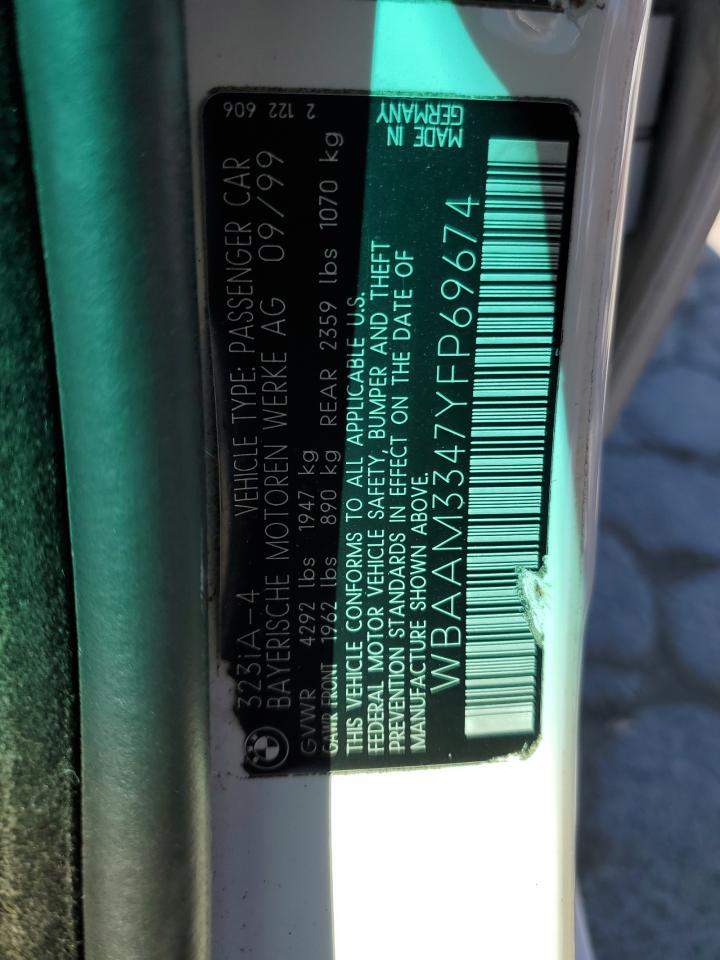 323iA-4 VEHICLE TYPE: PASSENGER CAR
BAYERISCHE MOTOREN WERKE AG 09/99
GVWR 4292 lbs 1947 kg
GAWR FRONT 1962 lbs 890 kg REAR 2359 lbs 1070 kg
THIS VEHICLE CONFORMS TO ALL APPLICABLE U.S.
FEDERAL MOTOR VEHICLE SAFETY, BUMPER AND THEFT
PREVENTION STANDARDS IN EFFECT ON THE DATE OF
MANUFACTURE SHOWN ABOVE.
WBAAM3347YFP69674
2 122 606
MADE IN
GERMANY